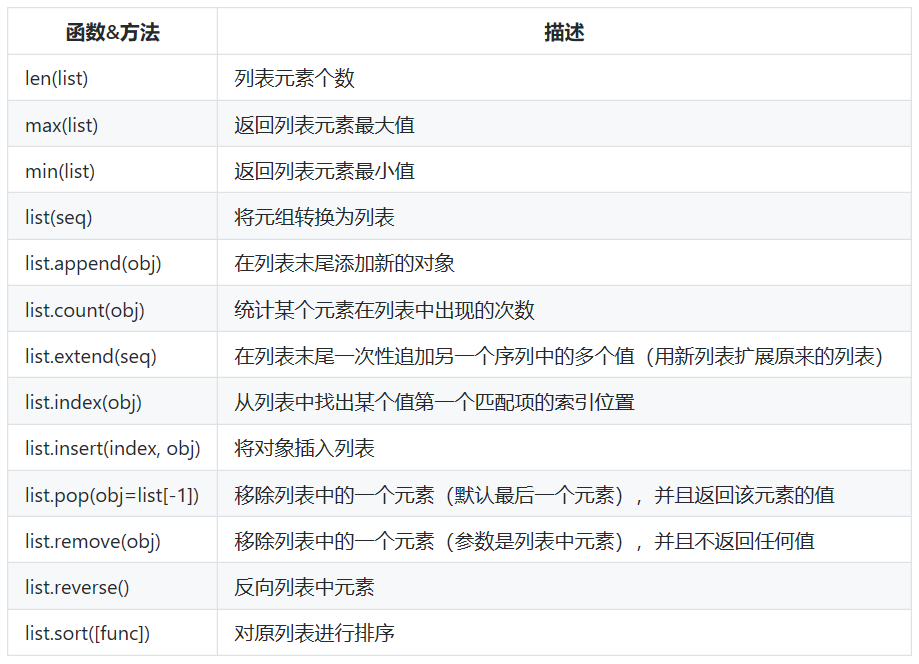 函数&方法 描述
len(list) 列表元素个数
max(list) 返回列表元素最大值
min(list) 返回列表元素最小值
list(seq) 将元组转换为列表
list.append(obj) 在列表末尾添加新的对象
list.count(obj) 统计某个元素在列表中出现的次数
list.extend(seq) 在列表末尾一次性追加另一个序列中的多个值（用新列表扩展原来的列表）
list.index(obj) 从列表中找出某个值第一个匹配项的索引位置
list.insert(index, obj) 将对象插入列表
list.pop(obj=list[-1]) 移除列表中的一个元素（默认最后一个元素），并且返回该元素的值
list.remove(obj) 移除列表中的一个元素（参数是列表中元素），并且不返回任何值
list.reverse() 反向列表中元素
list.sort([func]) 对原列表进行排序